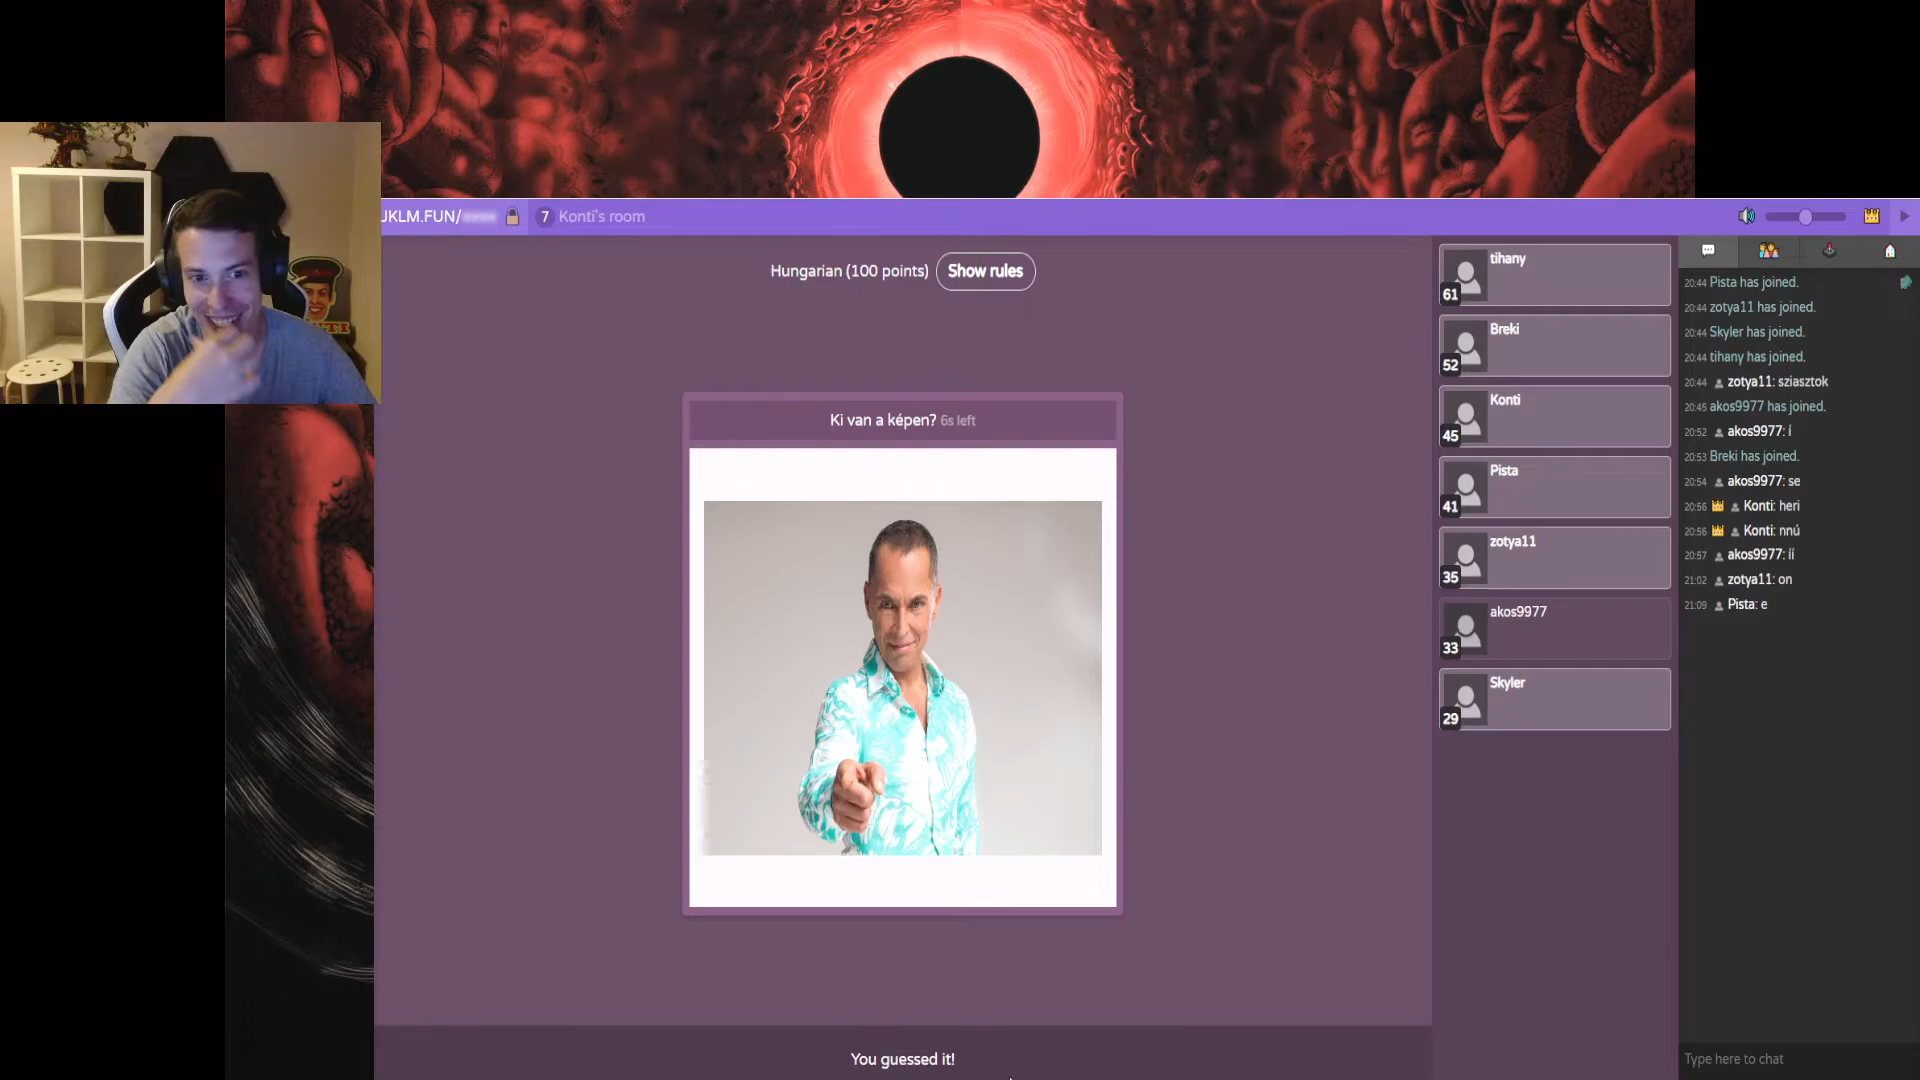 JKLM.FUN/
7 Konti's room
Hungarian (100 points) Show rules
Ki van a képen? 6s left
You guessed it!
tihany
61
Breki
52
Konti
45
Pista
41
zotya11
35
akos9977
33
Skyler
29
20:44 Pista has joined.
20:44 zotya11 has joined.
20:44 Skyler has joined.
20:44 tihany has joined.
20:44 zotya11: sziasztok
20:45 akos9977 has joined.
20:52 akos9977: í
20:53 Breki has joined.
20:54 akos9977: se
20:56 Konti: heri
20:56 Konti: nnú
20:57 akos9977: íí
21:02 zotya11: on
21:09 Pista: e
Type here to chat